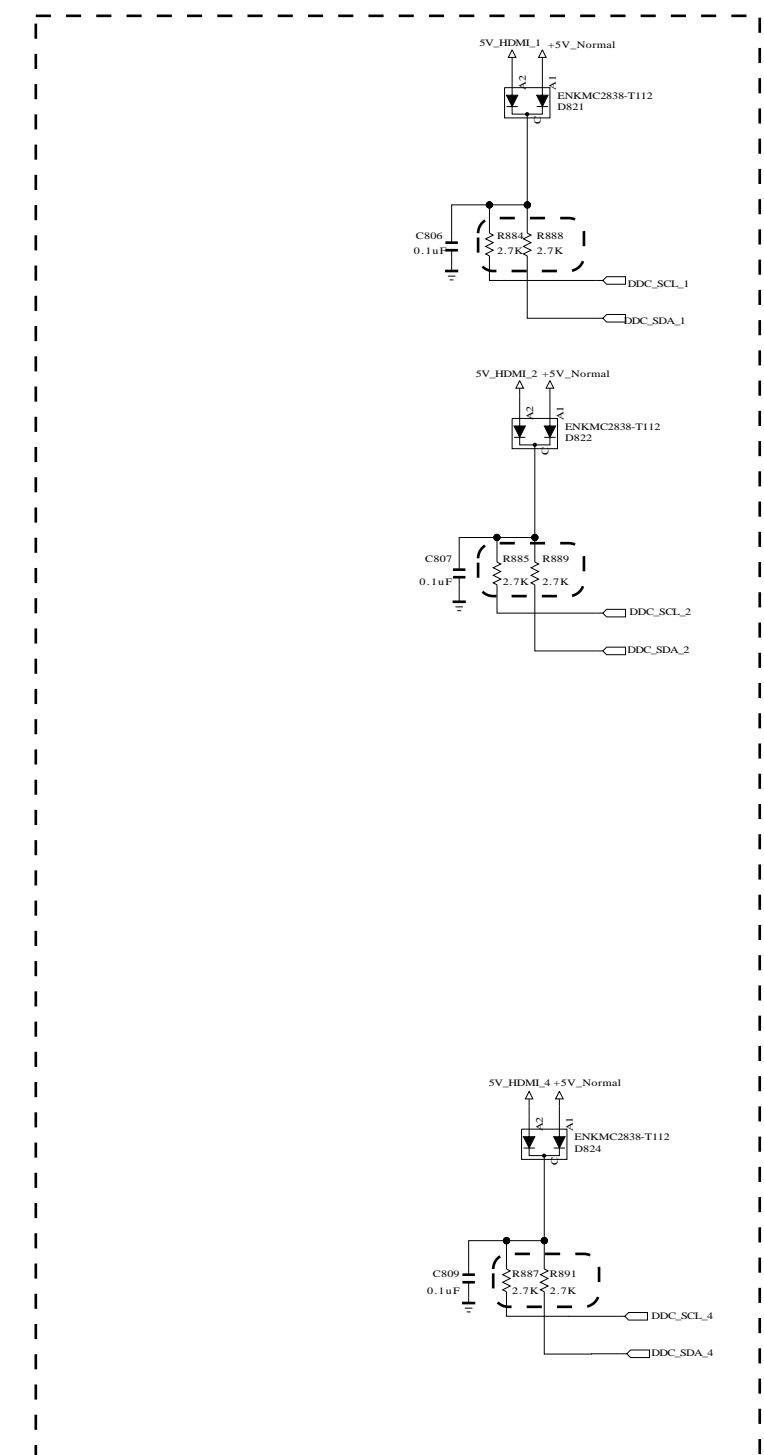 5V_HDMI_1 +5V_Normal
A2
A1
ENKMC2838-T112
D821
C
C806
0.1uF
R884
2.7K
R888
2.7K
DDC_SCL_1
DDC_SDA_1
5V_HDMI_2 +5V_Normal
A2
A1
ENKMC2838-T112
D822
C
C807
0.1uF
R885
2.7K
R889
2.7K
DDC_SCL_2
DDC_SDA_2
5V_HDMI_4 +5V_Normal
A2
A1
ENKMC2838-T112
D824
C
C809
0.1uF
R887
2.7K
R891
2.7K
DDC_SCL_4
DDC_SDA_4